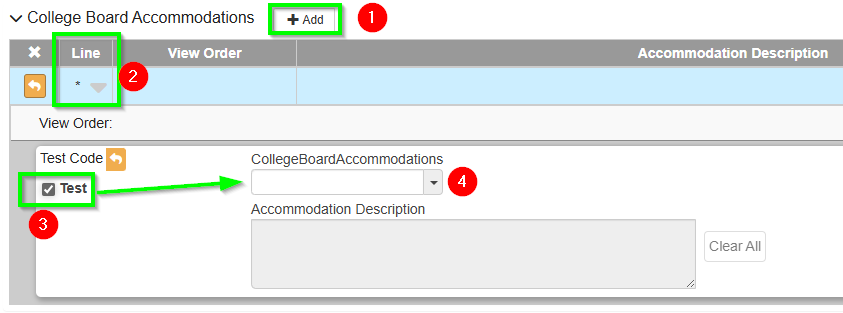 College Board Accommodations + Add 1
✖ Line View Order Accommodation Description
* 2
View Order:
Test Code CollegeBoardAccommodations
Test 4
3 Accommodation Description
Clear All